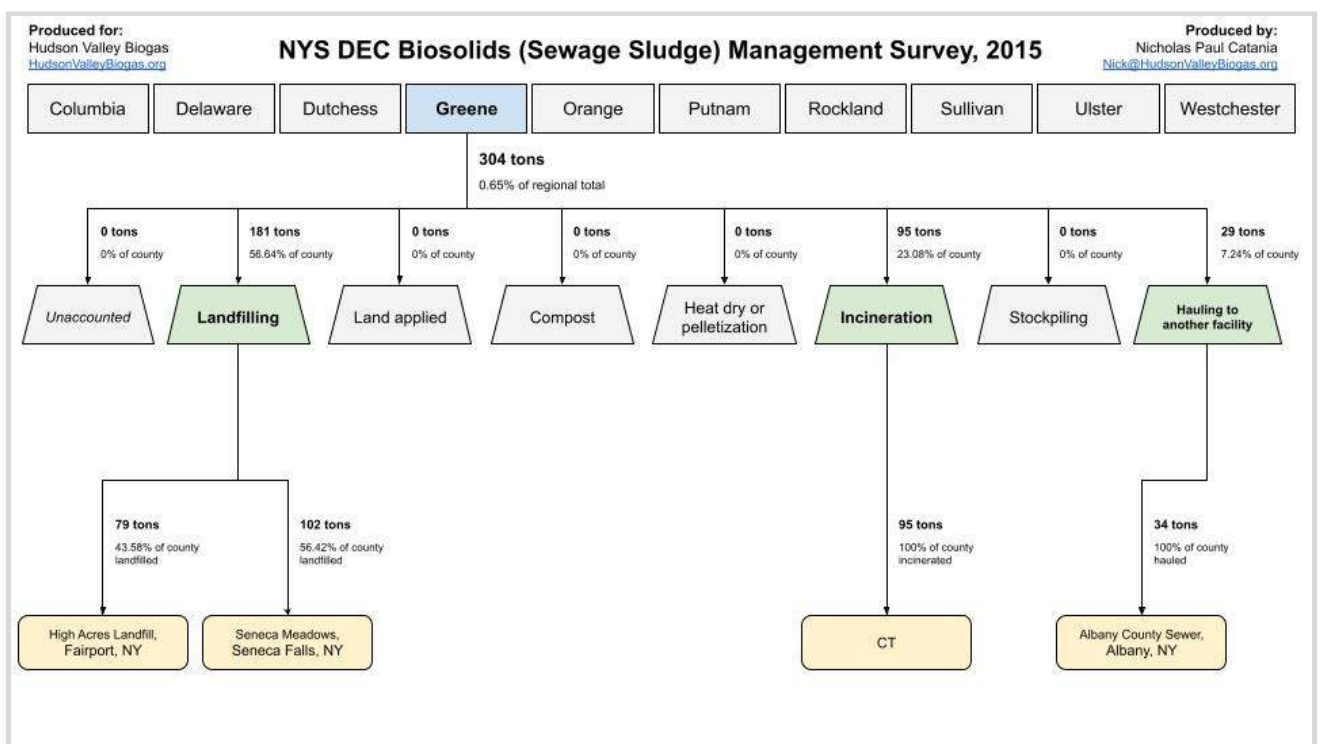 Produced for:
Hudson Valley Biogas
HudsonValleyBiogas.org
NYS DEC Biosolids (Sewage Sludge) Management Survey, 2015
Produced by:
Nicholas Paul Catania
Nick@HudsonValleyBiogas.org
Columbia
Delaware
Dutchess
Greene
Orange
Putnam
Rockland
Sullivan
Ulster
Westchester
304 tons
0.65% of regional total
0 tons
0% of county
181 tons
56.64% of county
0 tons
0% of county
0 tons
0% of county
0 tons
0% of county
95 tons
23.08% of county
0 tons
0% of county
29 tons
7.24% of county
Unaccounted
Landfilling
Land applied
Compost
Heat dry or
pelletization
Incineration
Stockpiling
Hauling to
another facility
79 tons
43.58% of county
landfilled
102 tons
56.42% of county
landfilled
95 tons
100% of county
incinerated
34 tons
100% of county
hauled
High Acres Landfill,
Fairport, NY
Seneca Meadows,
Seneca Falls, NY
CT
Albany County Sewer,
Albany, NY